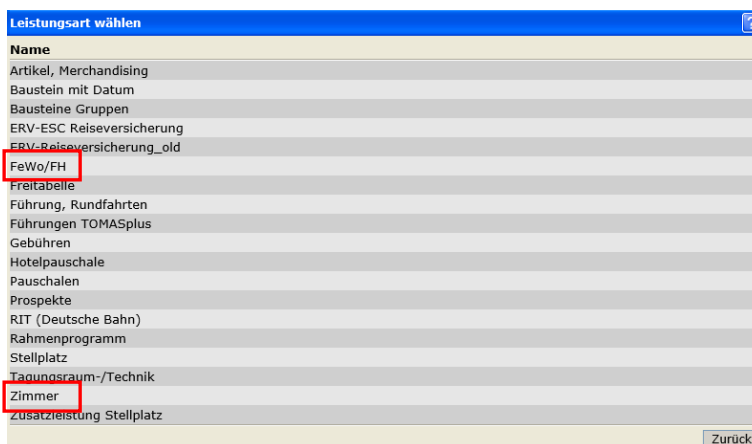 Leistungsart wählen
?
Name
Artikel, Merchandising
Baustein mit Datum
Bausteine Gruppen
ERV-ESC Reiseversicherung
ERV-Reiseversicherung_old
FeWo/FH
Freitabelle
Führung, Rundfahrten
Führungen TOMASplus
Gebühren
Hotelpauschale
Pauschalen
Prospekte
RIT (Deutsche Bahn)
Rahmenprogramm
Stellplatz
Tagungsraum-/Technik
Zimmer
Zusatzleistung Stellplatz
Zurück